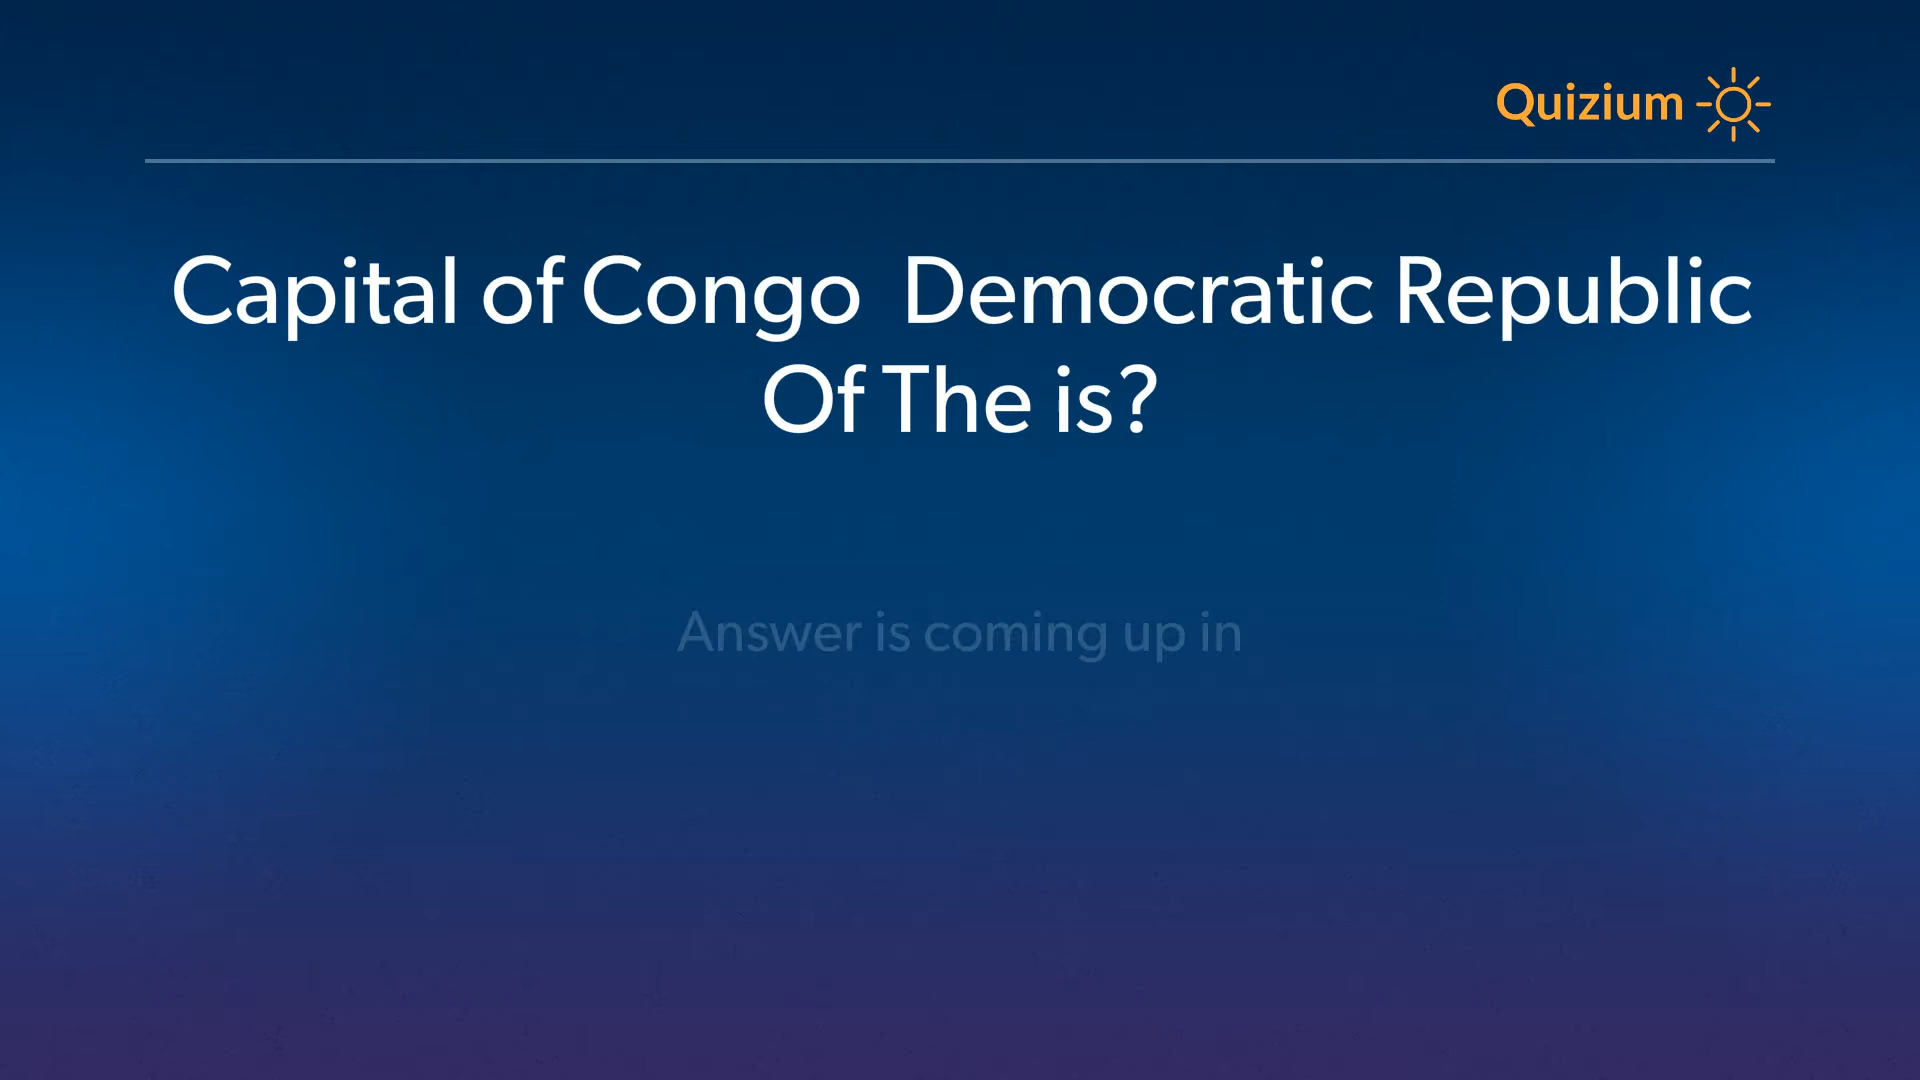 Quizium
Capital of Congo  Democratic Republic
Of The is?
Answer is coming up in